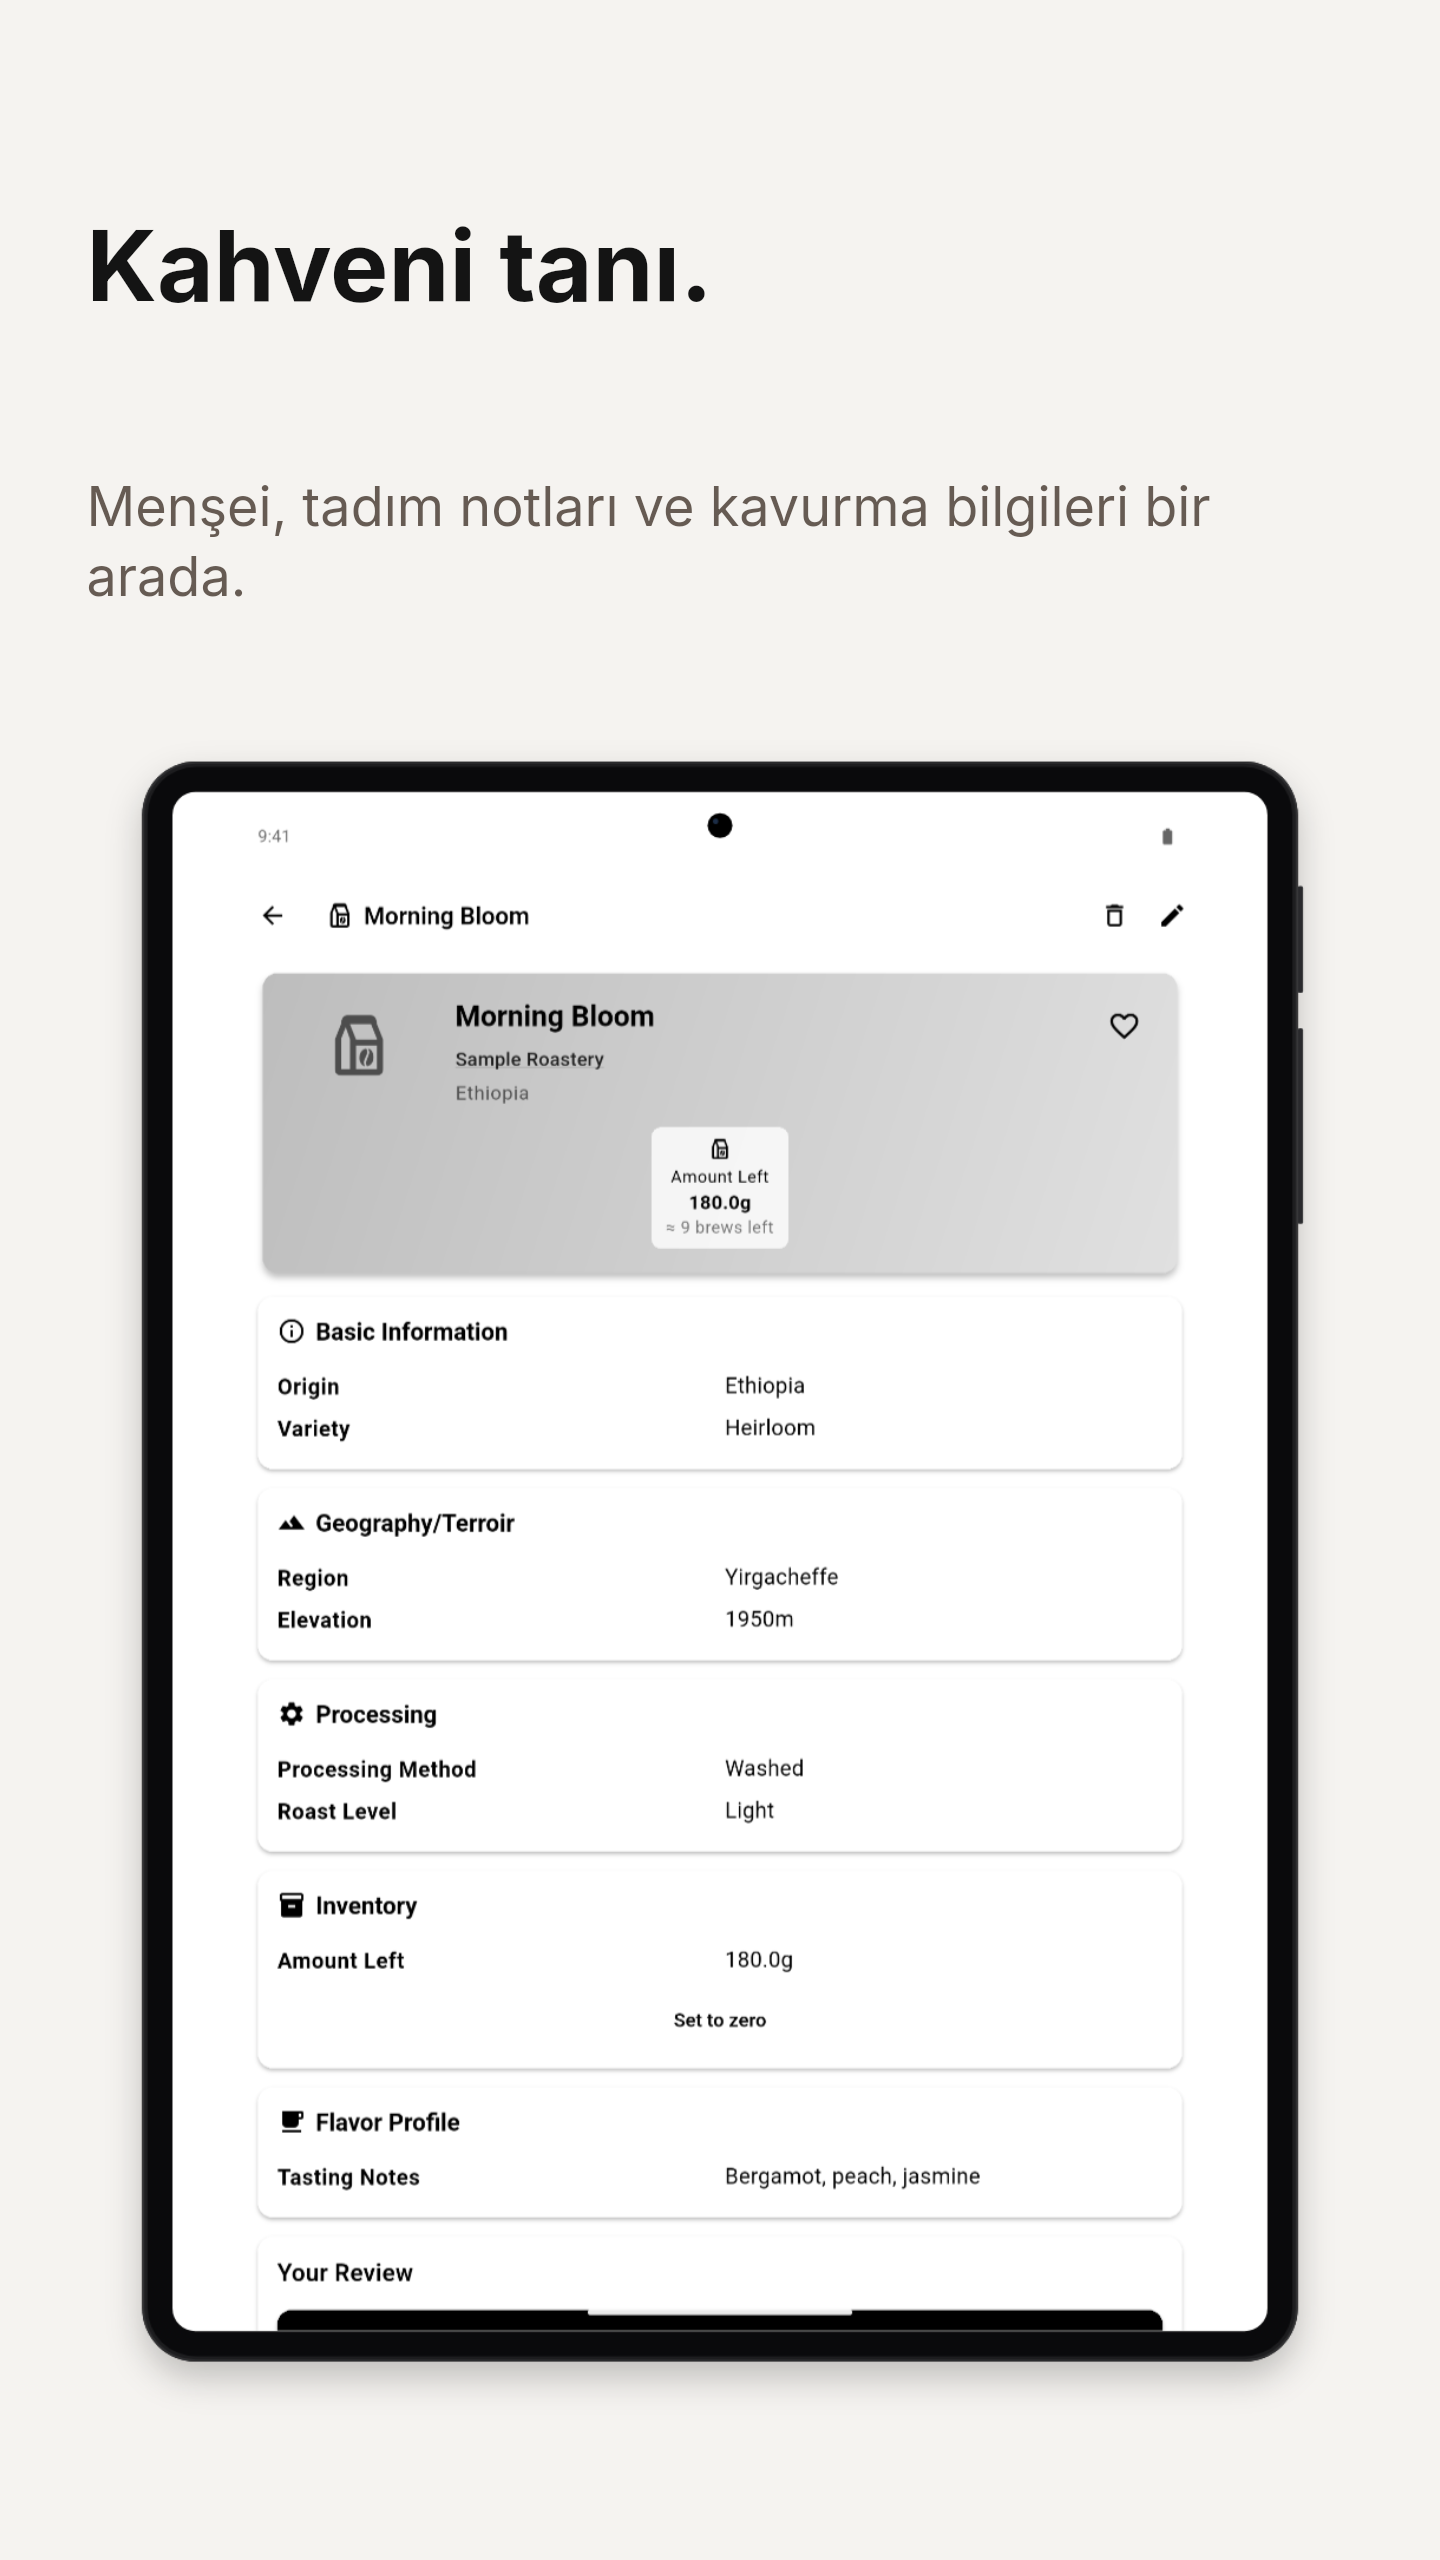 Kahveni tanı.
Menşei, tadım notları ve kavurma bilgileri bir
arada.
9:41
Morning Bloom
Morning Bloom
Sample Roastery
Ethiopia
Amount Left
180.0g
≈ 9 brews left
Basic Information
Origin Ethiopia
Variety Heirloom
Geography/Terroir
Region Yirgacheffe
Elevation 1950m
Processing
Processing Method Washed
Roast Level Light
Inventory
Amount Left 180.0g
Set to zero
Flavor Profile
Tasting Notes Bergamot, peach, jasmine
Your Review